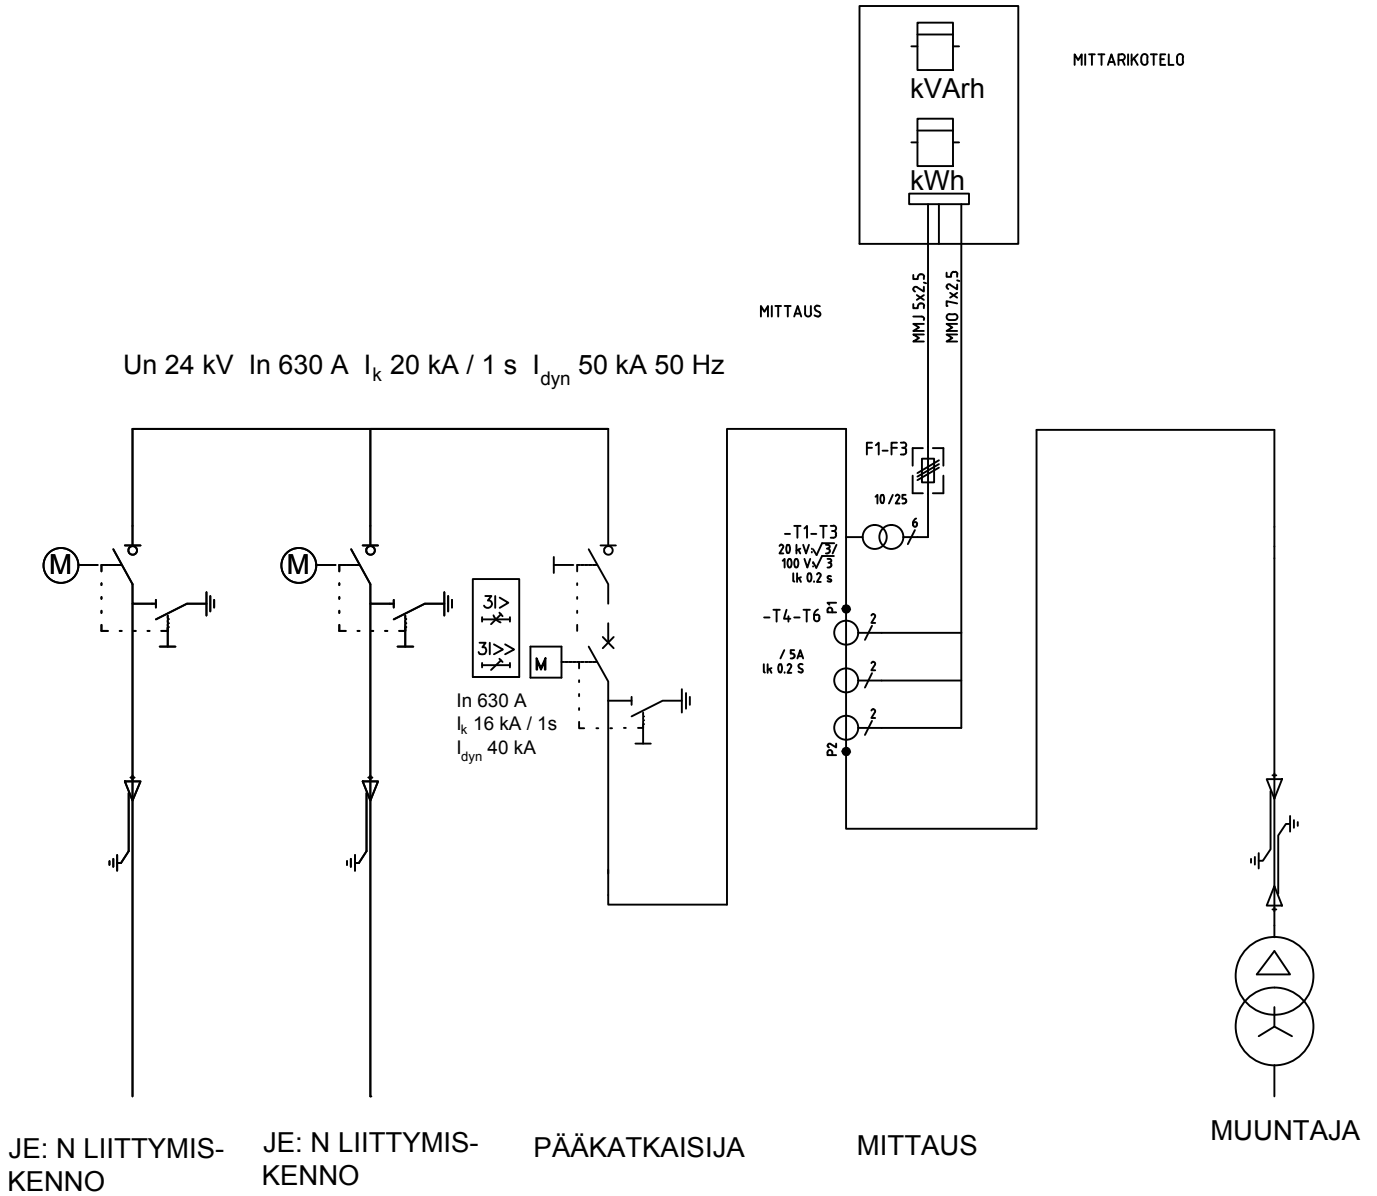 kVArh
MITTARIKOTELO
kWh
MMJ 5x2,5
MMO 7x2,5
MITTAUS
Un 24 kV In 630 A Ik 20 kA / 1 s Idyn 50 kA 50 Hz
F1-F3
10/25
6
-T1-T3
20 kV:√3/
100 V:√3
lk 0.2 s
M
M
3I>
3I>>
M
In 630 A
Ik 16 kA / 1s
Idyn 40 kA
P1
-T4-T6
2
/ 5A
lk 0.2 S
2
2
P2
JE: N LIITTYMIS-
KENNO
JE: N LIITTYMIS-
KENNO
PÄÄKATKAISIJA
MITTAUS
MUUNTAJA